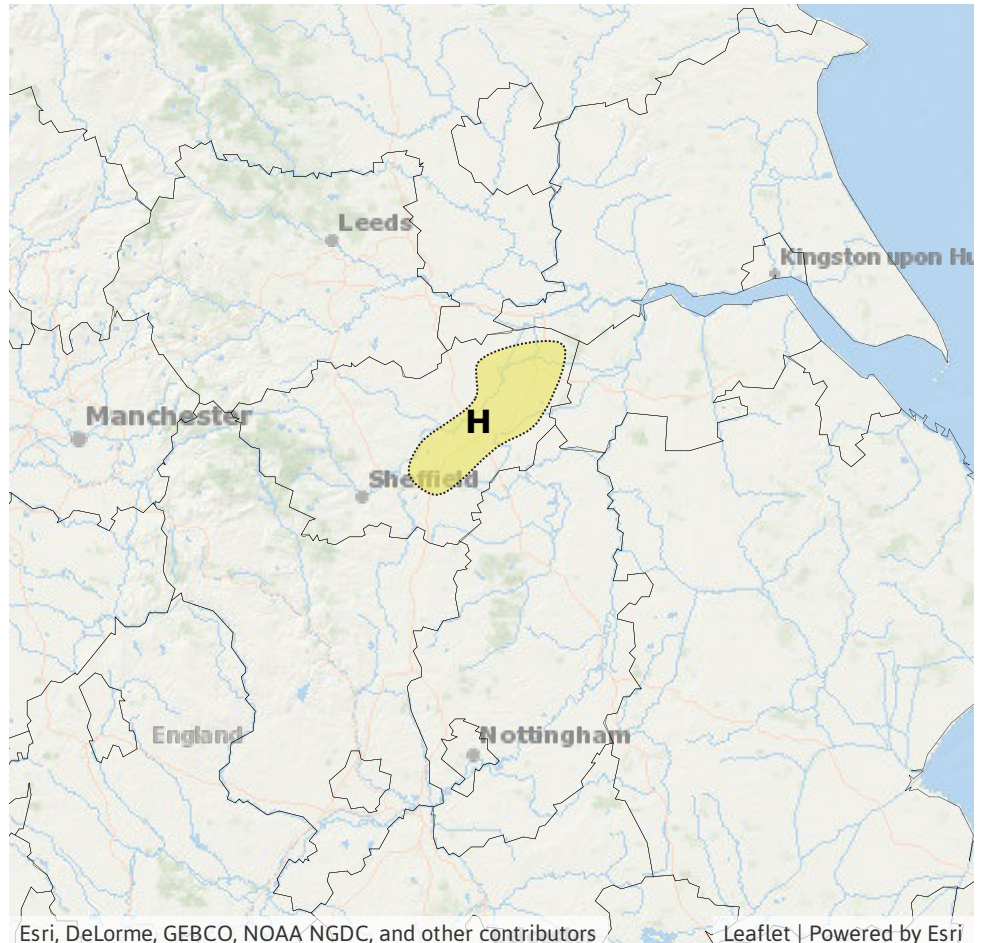 Leeds
Kingston upon Hu
Manchester
H
Sheffield
England
Nottingham
Esri, DeLorme, GEBCO, NOAA NGDC, and other contributors
Leaflet | Powered by Esri